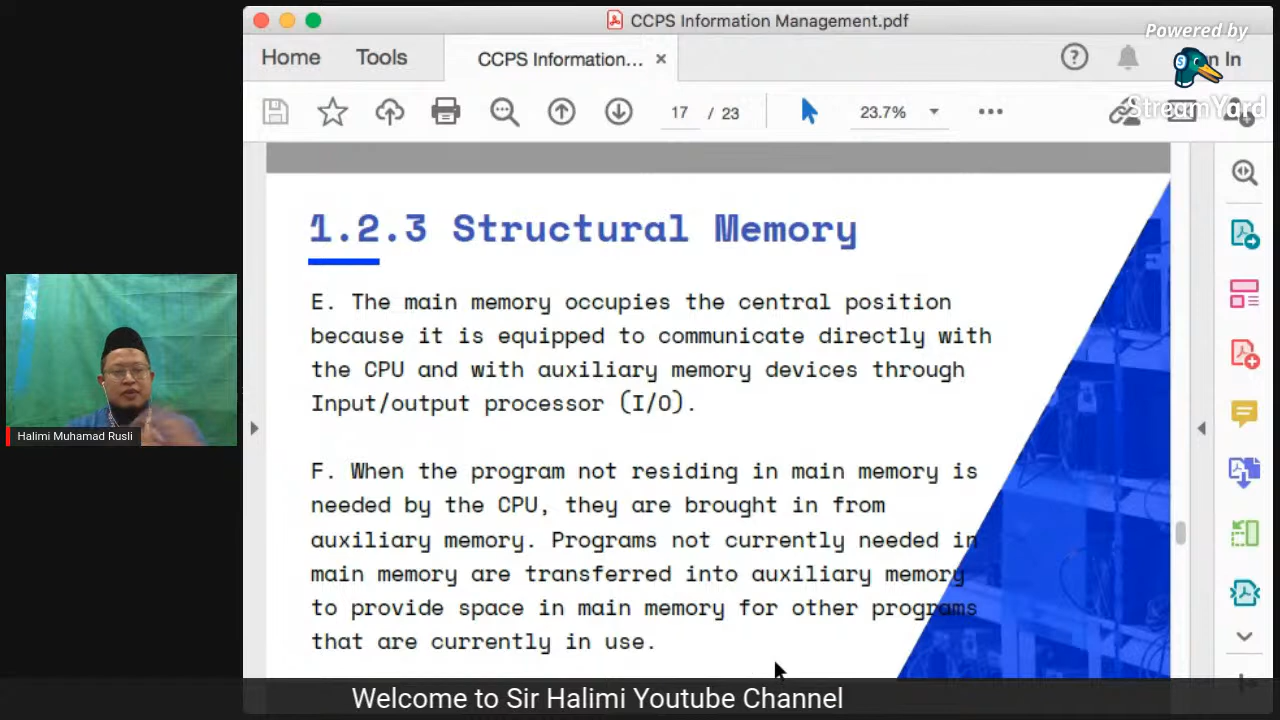 CCPS Information Management.pdf
Powered by
Home Tools CCPS Information... × ? In
StreamYard
17 / 23 23.7%
1.2.3 Structural Memory
E. The main memory occupies the central position
because it is equipped to communicate directly with
the CPU and with auxiliary memory devices through
Input/output processor (I/O).
F. When the program not residing in main memory is
needed by the CPU, they are brought in from
auxiliary memory. Programs not currently needed in
main memory are transferred into auxiliary memory
to provide space in main memory for other programs
that are currently in use.
Halimi Muhamad Rusli
Welcome to Sir Halimi Youtube Channel